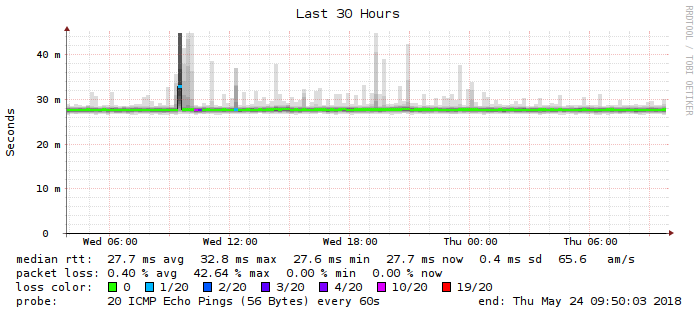 Last 30 Hours
RRDTOOL / TOBI OETIKER
Seconds
40 m
30 m
20 m
10 m
0
Wed 06:00 Wed 12:00 Wed 18:00 Thu 00:00 Thu 06:00
median rtt: 27.7 ms avg 32.8 ms max 27.6 ms min 27.7 ms now 0.4 ms sd 65.6 am/s
packet loss: 0.40 % avg 42.64 % max 0.00 % min 0.00 % now
loss color: 0 1/20 2/20 3/20 4/20 10/20 19/20
probe: 20 ICMP Echo Pings (56 Bytes) every 60s end: Thu May 24 09:50:03 2018